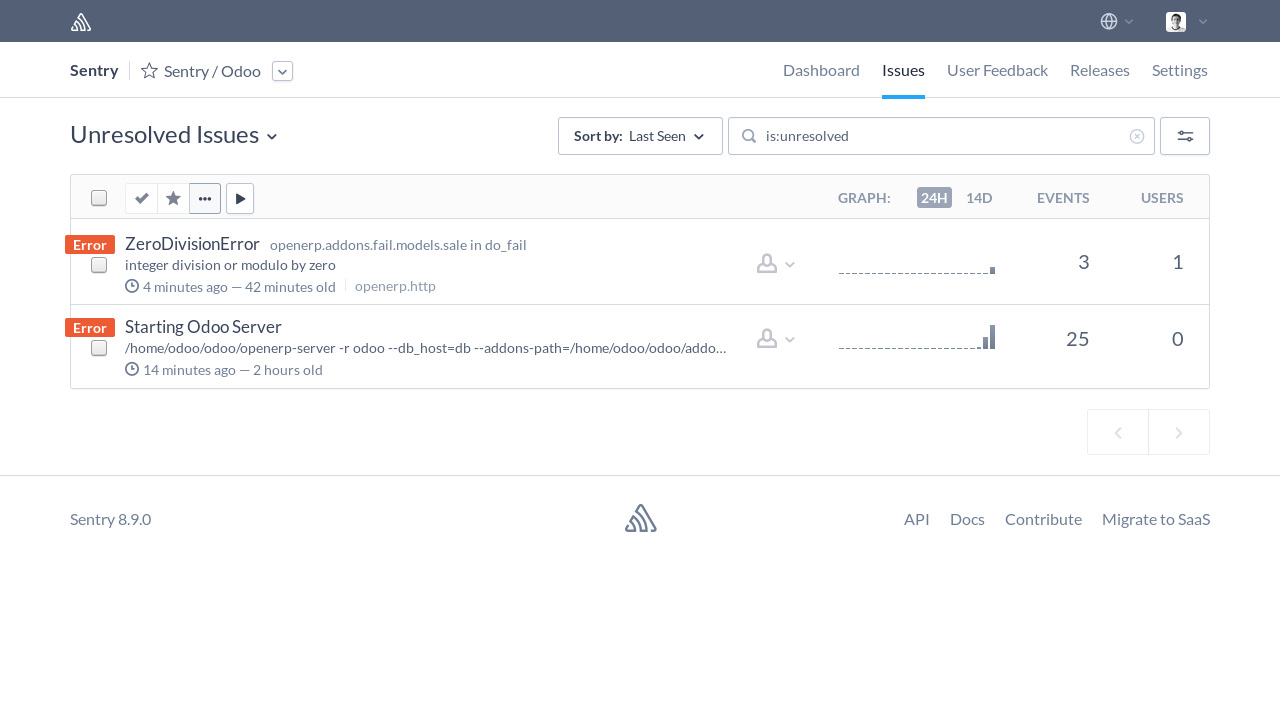 Sentry
Sentry / Odoo
Dashboard
Issues
User Feedback
Releases
Settings
Unresolved Issues
Sort by: Last Seen
is:unresolved
GRAPH: 24H 14D
EVENTS
USERS
Error
ZeroDivisionError openerp.addons.fail.models.sale in do_fail
integer division or modulo by zero
4 minutes ago — 42 minutes old openerp.http
3
1
Error
Starting Odoo Server
/home/odoo/odoo/openerp-server -r odoo --db_host=db --addons-path=/home/odoo/odoo/addo...
14 minutes ago — 2 hours old
25
0
Sentry 8.9.0
API
Docs
Contribute
Migrate to SaaS